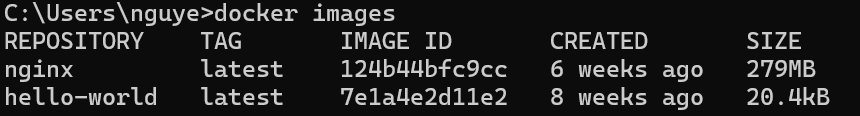 C:\Users\nguye>docker images
REPOSITORY    TAG       IMAGE ID       CREATED       SIZE
nginx         latest    124b44bfc9cc   6 weeks ago   279MB
hello-world   latest    7e1a4e2d11e2   8 weeks ago   20.4kB